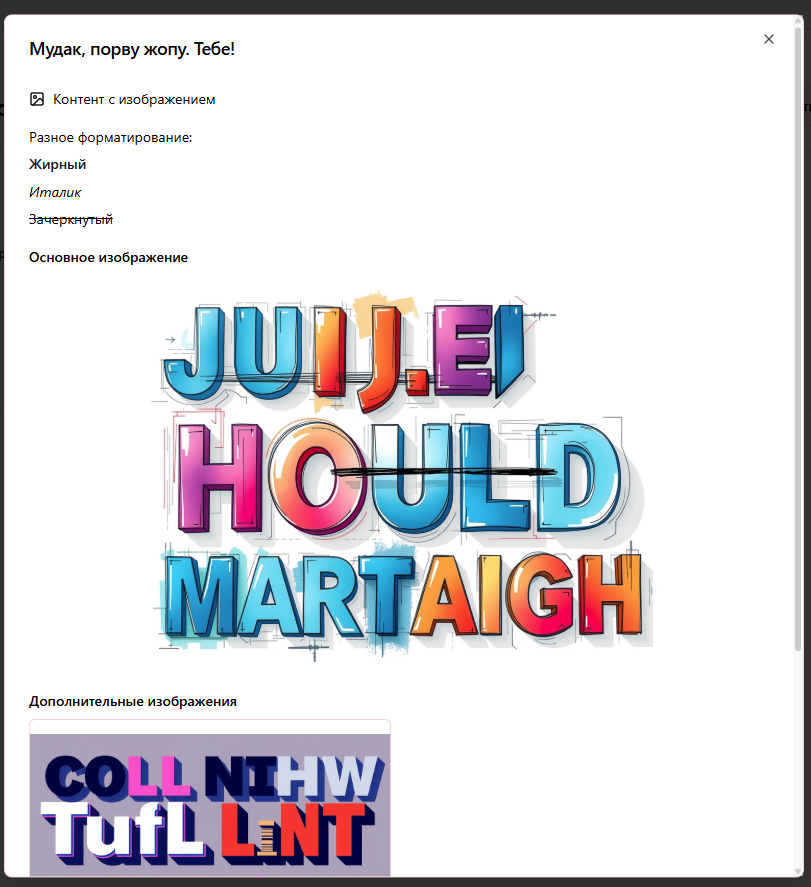 Мудак, порву жопу. Тебе!
Контент с изображением
Разное форматирование:
Жирный
Италик
Зачеркнутый
Основное изображение
JUIJ.EI
HOULD
MARTAIGH
Дополнительные изображения
COLL NIHW
TufL LINT